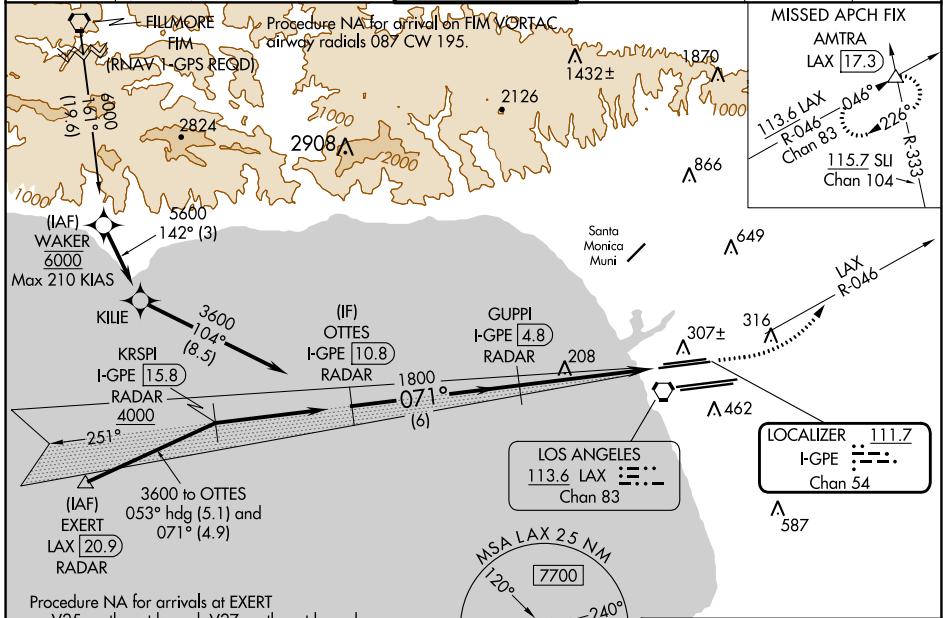 FILLMORE
FIM
(RNAV 1-GPS REQD)
Procedure NA for arrival on FIM VORTAC
airway radials 087 CW 195.
6000
167°
(19.6)
2824
2908
2000
1000
1000
2126
1432±
1870
1000
1000
866
649
MISSED APCH FIX
AMTRA
LAX 17.3
113.6 LAX
R-046
Chan 83
046°
226°
R-333
115.7 SLI
Chan 104
(IAF)
WAKER
6000
Max 210 KIAS
5600
142° (3)
KILIE
3600
104°
(8.5)
Santa
Monica
Muni
LAX
R-046
(IF)
OTTES
I-GPE 10.8
RADAR
GUPPI
I-GPE 4.8
RADAR
KRSPI
I-GPE 15.8
RADAR
4000
208
307±
316
462
1800
071°
(6)
251°
(IAF)
EXERT
LAX 20.9
RADAR
3600 to OTTES
053° hdg (5.1) and
071° (4.9)
LOS ANGELES
113.6 LAX
Chan 83
LOCALIZER 111.7
I-GPE
Chan 54
587
MSA LAX 25 NM
7700
120°
240°
Procedure NA for arrivals at EXERT